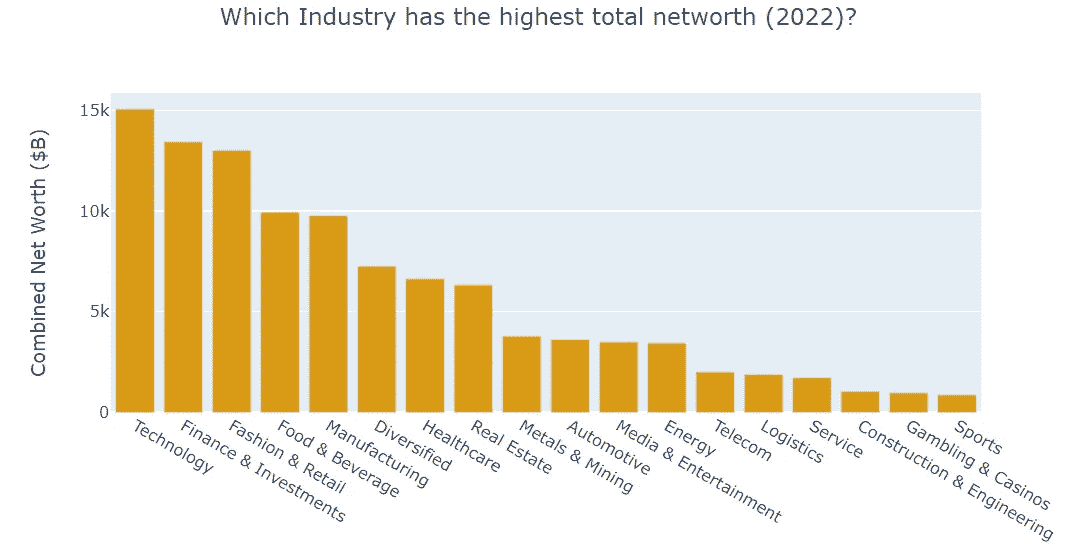 Which Industry has the highest total networth (2022)?
Combined Net Worth ($B)
15k
10k
5k
0
Technology
Finance & Investments
Fashion & Retail
Food & Beverage
Manufacturing
Diversified
Healthcare
Real Estate
Metals & Mining
Automotive
Media & Entertainment
Energy
Telecom
Logistics
Service
Construction & Engineering
Gambling & Casinos
Sports